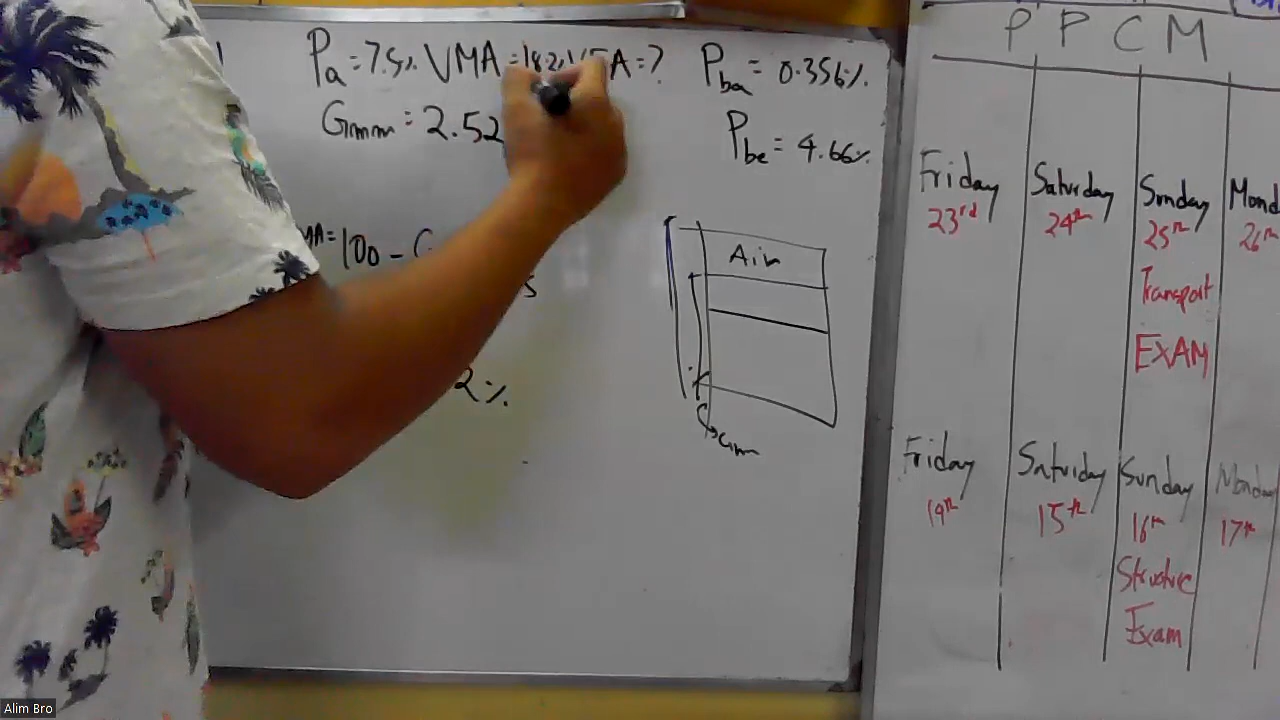 Pa = 7.5% VMA = 18.2% VFA = ? Pba = 0.356%
Gmm = 2.52
Pbe = 4.66%
MA = 100 - G
s
2%
Air
Gmm
P P C M
Friday Saturday Sunday Mond
23rd 24th 25th 26th
Transport
EXAM
Friday Saturday Sunday Monday
15th 16th 17th
Structure
Exam
Alim Bro